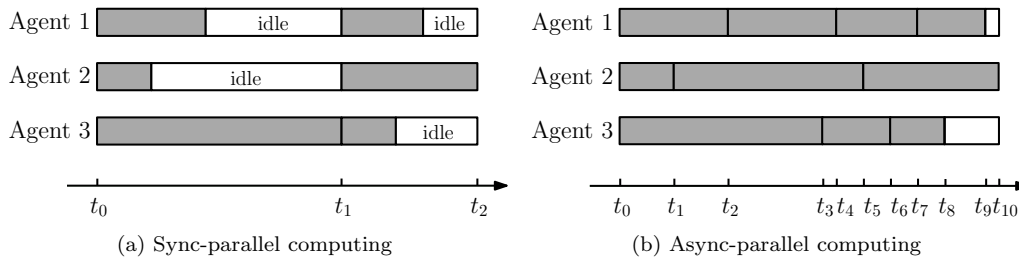 Agent 1 idle idle
Agent 2 idle
Agent 3 idle
t0 t1 t2
(a) Sync-parallel computing
Agent 1
Agent 2
Agent 3
t0 t1 t2 t3 t4 t5 t6 t7 t8 t9 t10
(b) Async-parallel computing